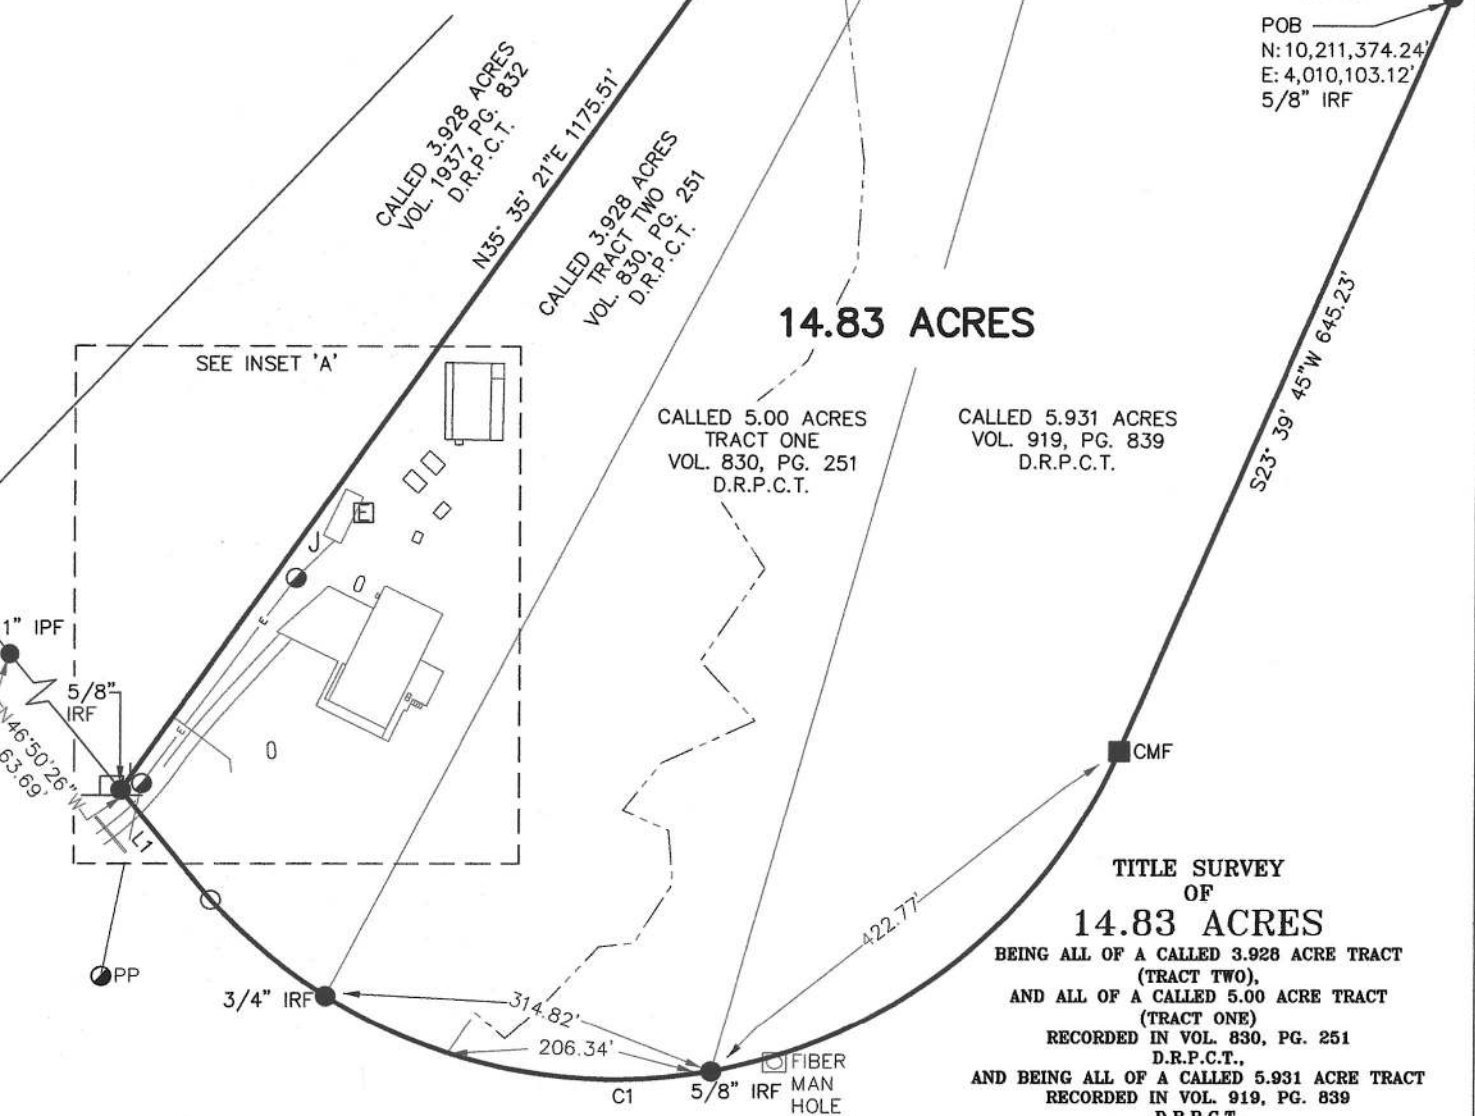 POB
N: 10,211,374.24'
E: 4,010,103.12'
5/8" IRF
CALLED 3.928 ACRES
VOL. 1937, PG. 832
D.R.P.C.T.
N35° 35' 21"E 1175.51'
CALLED 3.928 ACRES
TRACT TWO
VOL. 830, PG. 251
D.R.P.C.T.
14.83 ACRES
S23° 39' 45"W 645.23'
SEE INSET 'A'
CALLED 5.00 ACRES
TRACT ONE
VOL. 830, PG. 251
D.R.P.C.T.
CALLED 5.931 ACRES
VOL. 919, PG. 839
D.R.P.C.T.
E
J
E
E
1" IPF
5/8"
IRF
N46°50'26"W
63.69'
L1
PP
3/4" IRF
314.82'
206.34'
C1
5/8" IRF
FIBER
MAN
HOLE
422.77'
CMF
TITLE SURVEY
OF
14.83 ACRES
BEING ALL OF A CALLED 3.928 ACRE TRACT
(TRACT TWO),
AND ALL OF A CALLED 5.00 ACRE TRACT
(TRACT ONE)
RECORDED IN VOL. 830, PG. 251
D.R.P.C.T.,
AND BEING ALL OF A CALLED 5.931 ACRE TRACT
RECORDED IN VOL. 919, PG. 839
D.R.P.C.T.